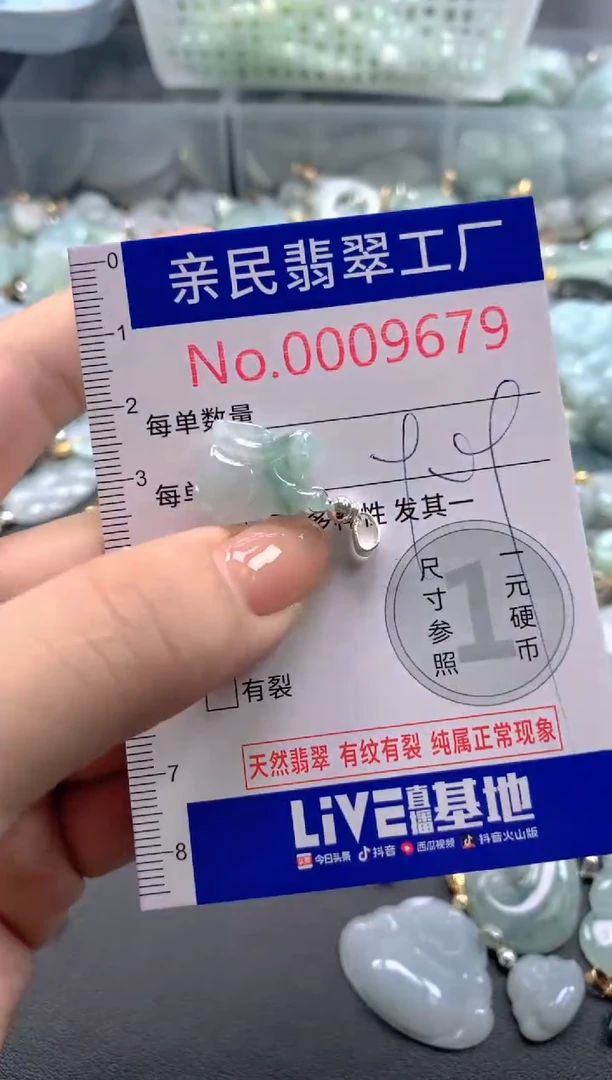 亲民翡翠工厂
No.0009679
0
1
2
3
7
8
每单数量
每单
性 发其一
尺寸参照
1
一元硬币
有裂
天然翡翠 有纹有裂 纯属正常现象
LiVE直播基地
今日头条 抖音 西瓜视频 抖音火山版